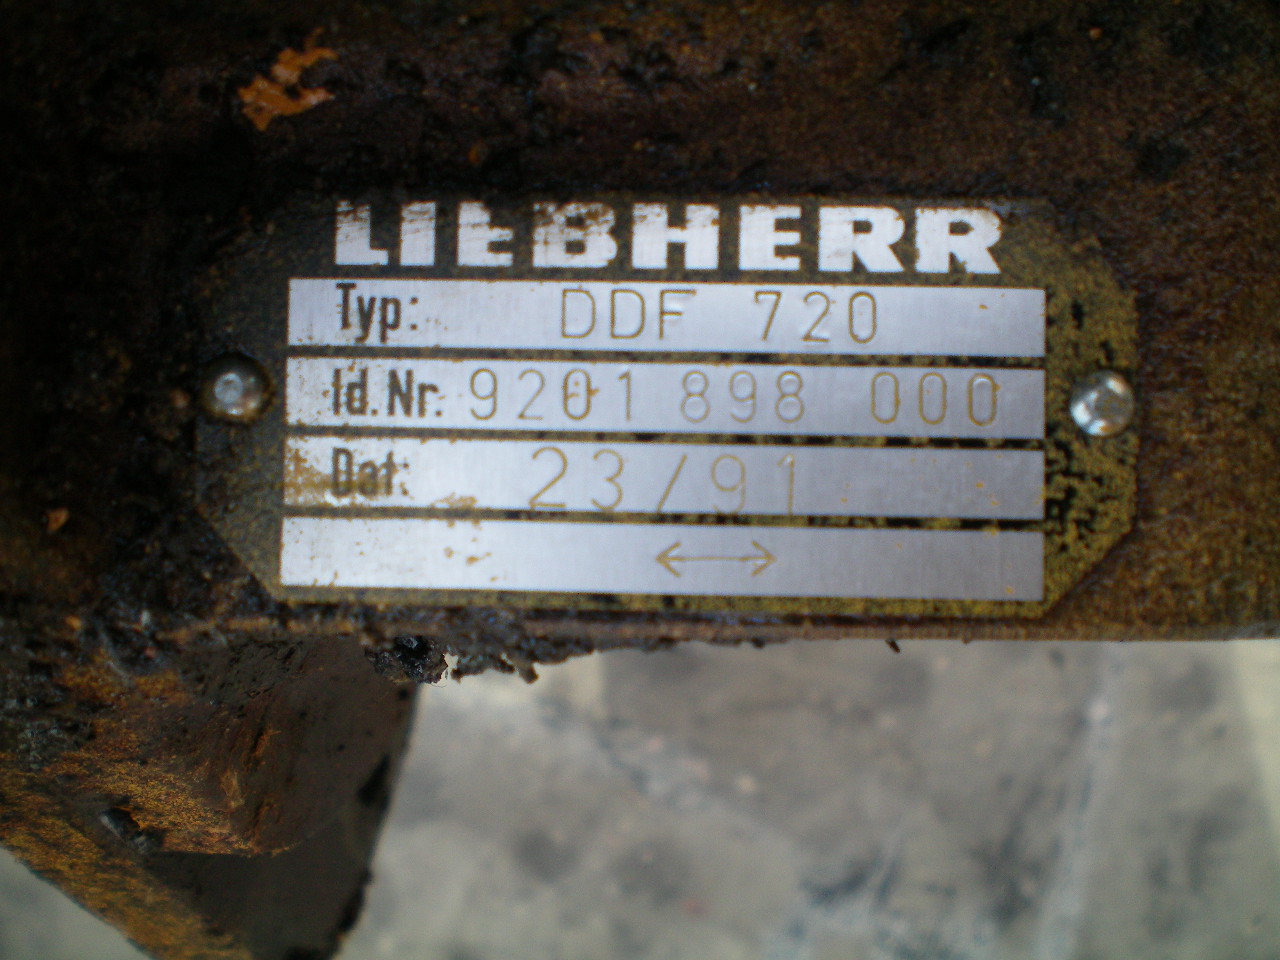 LIEBHERR
Typ: DDF 720
Id.Nr. 9201 898 000
Dat: 23/91
↔